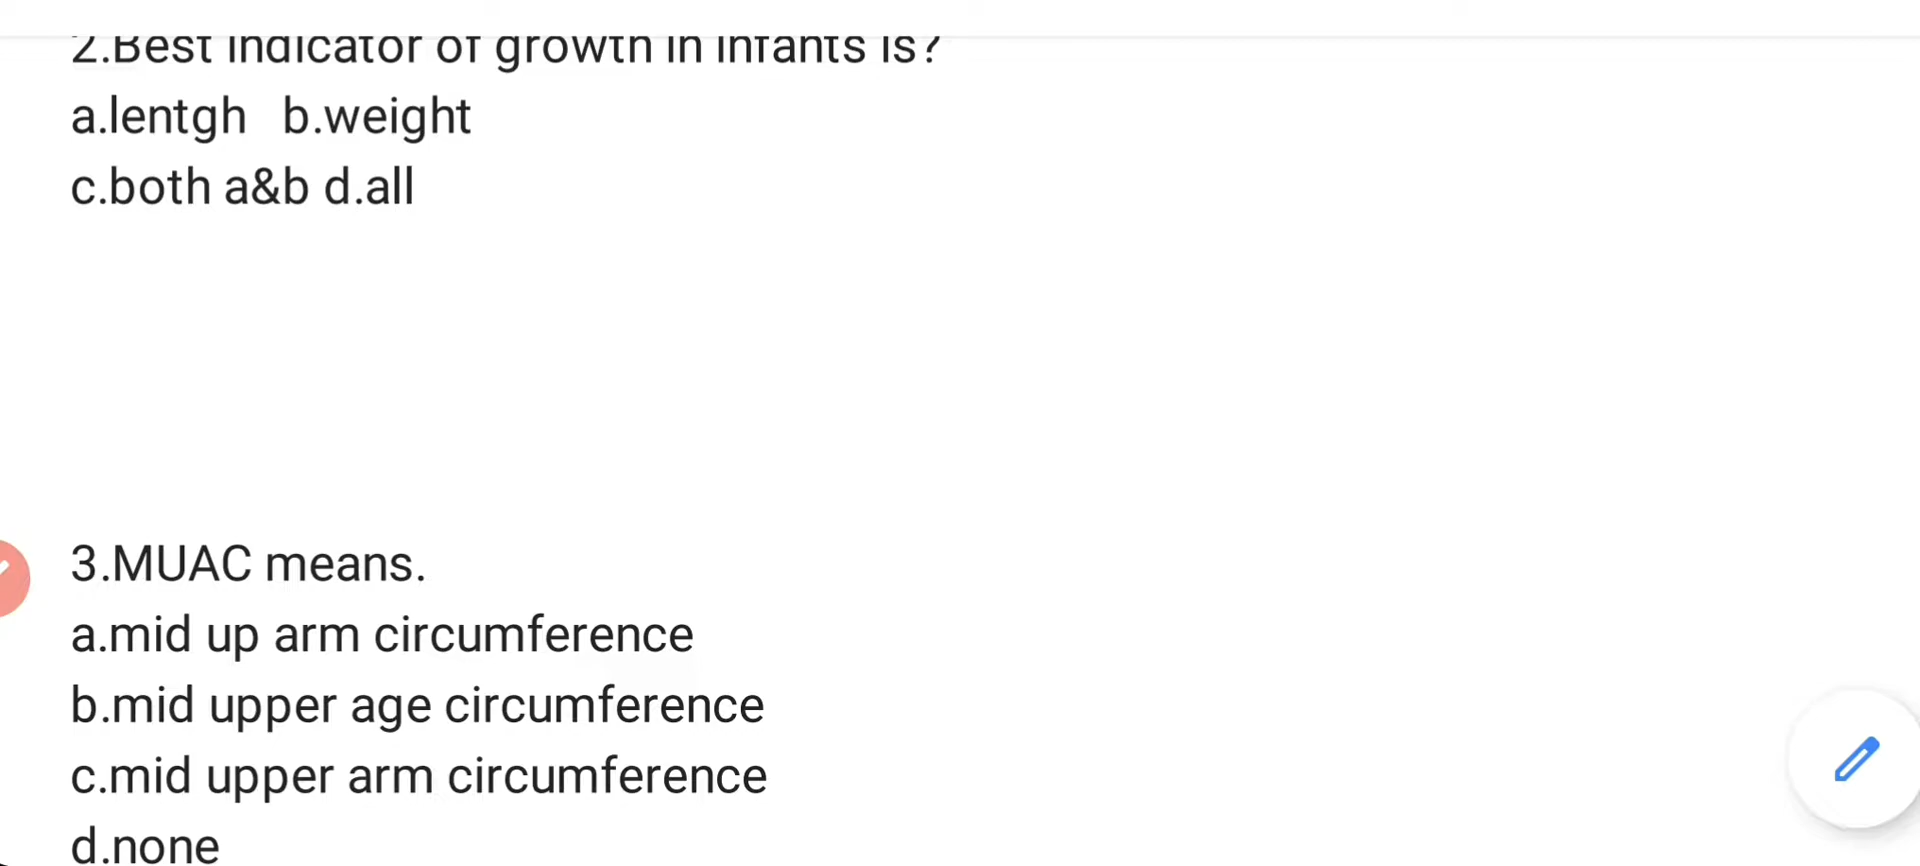 2.Best indicator of growth in infants is?
a.lentgh b.weight
c.both a&b d.all
3.MUAC means.
a.mid up arm circumference
b.mid upper age circumference
c.mid upper arm circumference
d.none